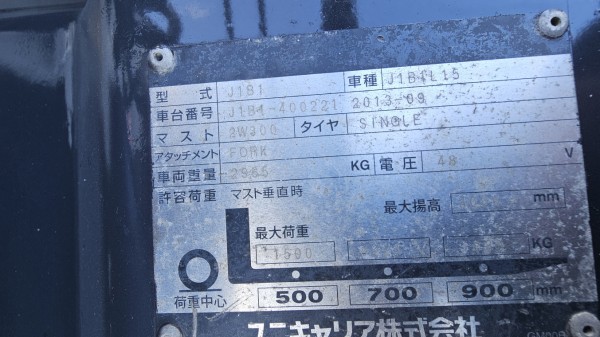 型式 J1B1 車種 J1B1L15
車台番号 J1B4-400221 2013-09
マスト 2WJ00 タイヤ SINGLE
アタッチメント FORK
車両重量 2965 KG 電圧 48 V
許容荷重 マスト垂直時 最大揚高 mm
最大荷重
1500 KG
荷重中心 500 700 900 mm
ユニキャリア株式会社